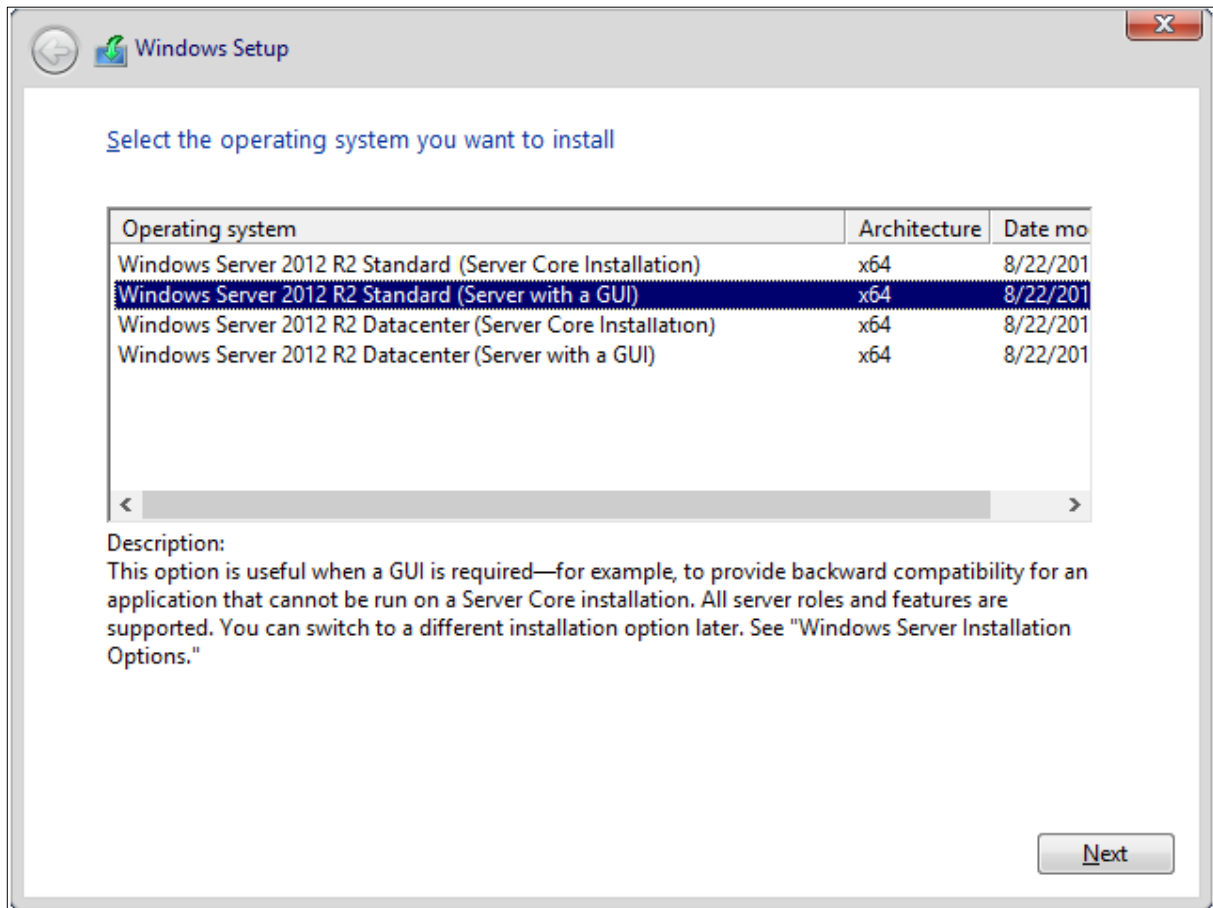 Windows Setup
Select the operating system you want to install
Operating system Architecture Date mo
Windows Server 2012 R2 Standard (Server Core Installation) x64 8/22/201
Windows Server 2012 R2 Standard (Server with a GUI) x64 8/22/201
Windows Server 2012 R2 Datacenter (Server Core Installation) x64 8/22/201
Windows Server 2012 R2 Datacenter (Server with a GUI) x64 8/22/201
Description:
This option is useful when a GUI is required—for example, to provide backward compatibility for an
application that cannot be run on a Server Core installation. All server roles and features are
supported. You can switch to a different installation option later. See "Windows Server Installation
Options."
Next